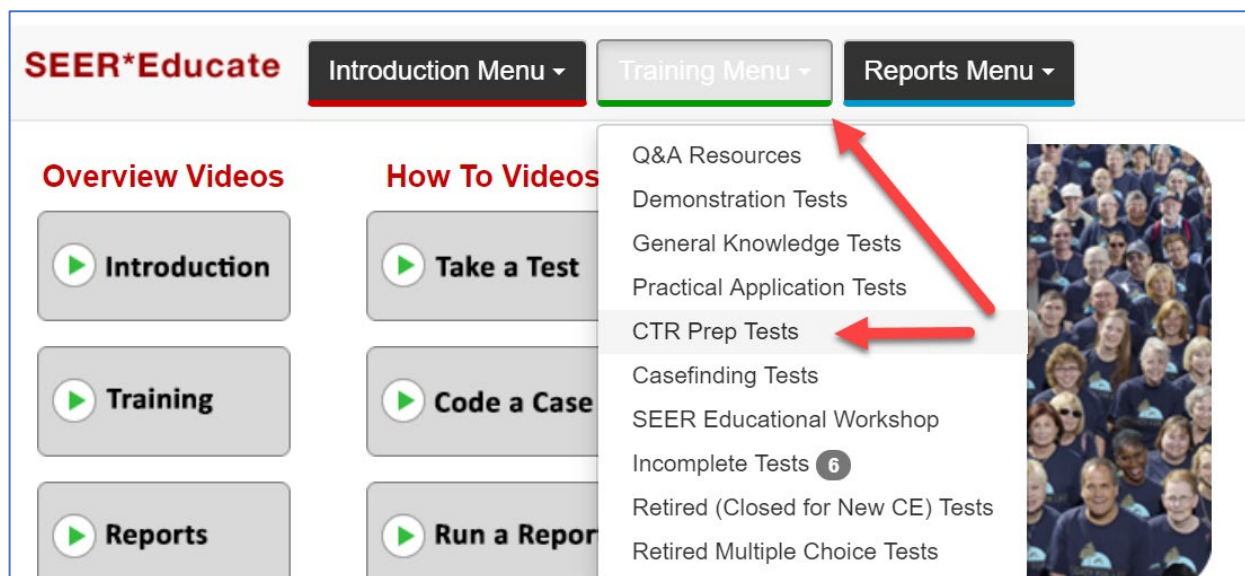 SEER*Educate
Introduction Menu
Training Menu
Reports Menu
Overview Videos
Introduction
Training
Reports
How To Videos
Take a Test
Code a Case
Run a Repor
Q&A Resources
Demonstration Tests
General Knowledge Tests
Practical Application Tests
CTR Prep Tests
Casefinding Tests
SEER Educational Workshop
Incomplete Tests 6
Retired (Closed for New CE) Tests
Retired Multiple Choice Tests